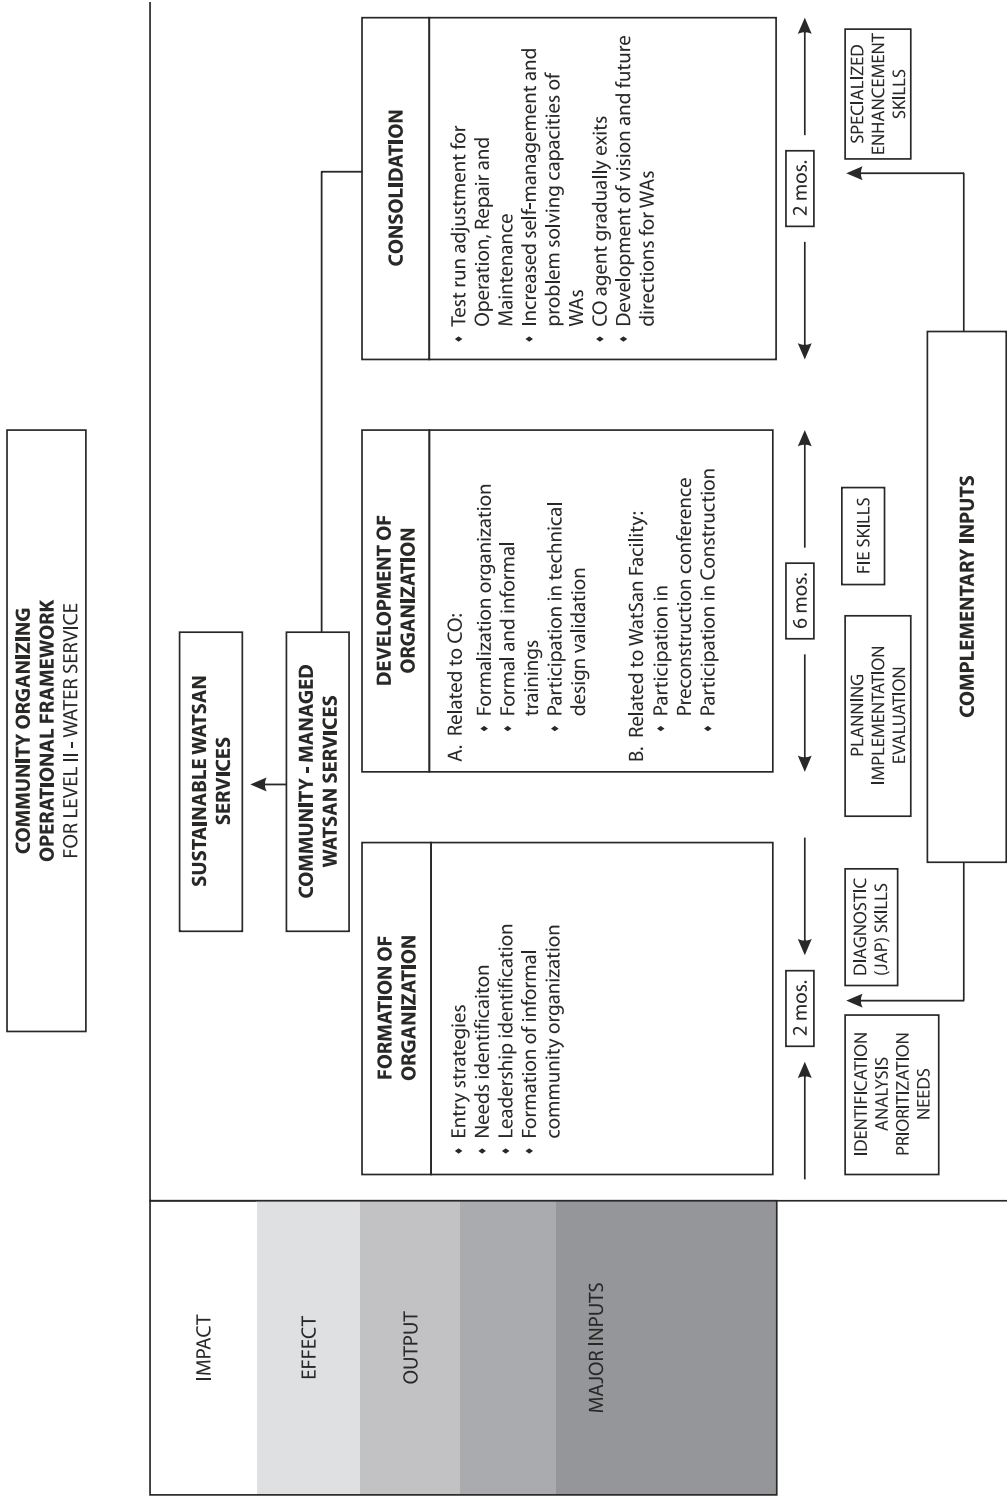 COMMUNITY ORGANIZING
OPERATIONAL FRAMEWORK
FOR LEVEL II - WATER SERVICE
IMPACT
EFFECT
OUTPUT
MAJOR INPUTS
SUSTAINABLE WATSAN
SERVICES
COMMUNITY - MANAGED
WATSAN SERVICES
FORMATION OF
ORGANIZATION
♦ Entry strategies
♦ Needs identificaiton
♦ Leadership identification
♦ Formation of informal
community organization
DEVELOPMENT OF
ORGANIZATION
A. Related to CO:
♦ Formalization organization
♦ Formal and informal
trainings
♦ Participation in technical
design validation
B. Related to WatSan Facility:
♦ Participation in
Preconstruction conference
♦ Participation in Construction
CONSOLIDATION
♦ Test run adjustment for
Operation, Repair and
Maintenance
♦ Increased self-management and
problem solving capacities of
WAs
♦ CO agent gradually exits
♦ Development of vision and future
directions for WAs
2 mos.
6 mos.
2 mos.
IDENTIFICATION
ANALYSIS
PRIORITIZATION
NEEDS
DIAGNOSTIC
(JAP) SKILLS
PLANNING
IMPLEMENTATION
EVALUATION
FIE SKILLS
SPECIALIZED
ENHANCEMENT
SKILLS
COMPLEMENTARY INPUTS